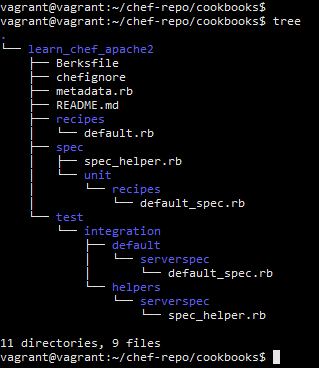 vagrant@vagrant:~/chef-repo/cookbooks$
vagrant@vagrant:~/chef-repo/cookbooks$ tree
.
└── learn_chef_apache2
    ├── Berksfile
    ├── chefignore
    ├── metadata.rb
    ├── README.md
    ├── recipes
    │   └── default.rb
    ├── spec
    │   ├── spec_helper.rb
    │   └── unit
    │       └── recipes
    │           └── default_spec.rb
    └── test
        └── integration
            ├── default
            │   └── serverspec
            │       └── default_spec.rb
            └── helpers
                └── serverspec
                    └── spec_helper.rb
11 directories, 9 files
vagrant@vagrant:~/chef-repo/cookbooks$